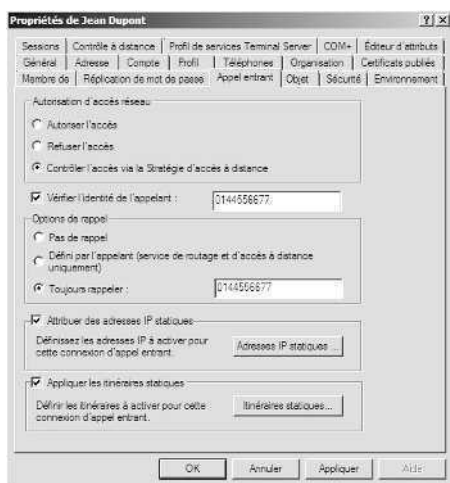 Propriétés de Jean Dupont
Sessions Contrôle à distance Profil de services Terminal Server COM+ Éditeur d'attributs
Général Adresse Compte Profil Téléphones Organisation Certificats publiés
Membre de Réplication de mot de passe Appel entrant Objet Sécurité Environnement
Autorisation d'accès réseau
Autoriser l'accès
Refuser l'accès
Contrôler l'accès via la Stratégie d'accès à distance
Vérifier l'identité de l'appelant : 0144556677
Options de rappel
Pas de rappel
Défini par l'appelant (service de routage et d'accès à distance
uniquement)
Toujours rappeler : 0144556677
Attribuer des adresses IP statiques
Définissez les adresses IP à activer pour
cette connexion d'appel entrant.
Adresses IP statiques ...
Appliquer les itinéraires statiques
Définir les itinéraires à activer pour cette
connexion d'appel entrant.
Itinéraires statiques...
OK Annuler Appliquer Aide